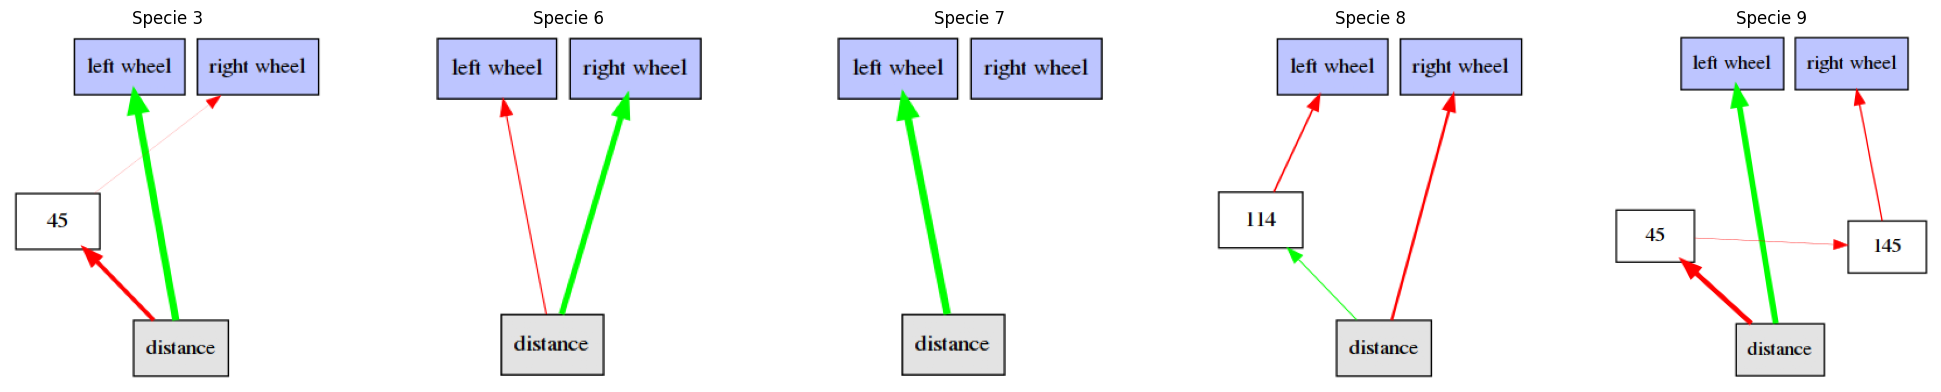 Specie 3
left wheel
right wheel
45
distance
Specie 6
left wheel
right wheel
distance
Specie 7
left wheel
right wheel
distance
Specie 8
left wheel
right wheel
114
distance
Specie 9
left wheel
right wheel
45
145
distance